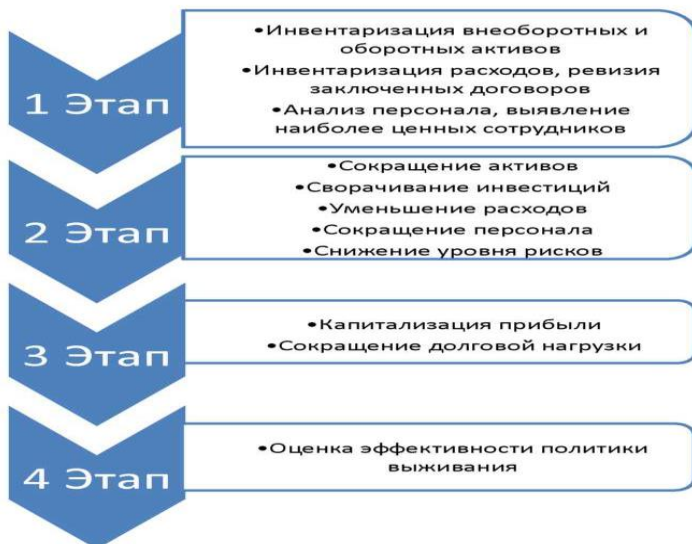 1 Этап
•Инвентаризация внеоборотных и
оборотных активов
•Инвентаризация расходов, ревизия
заключенных договоров
•Анализ персонала, выявление
наиболее ценных сотрудников
2 Этап
•Сокращение активов
•Сворачивание инвестиций
•Уменьшение расходов
•Сокращение персонала
•Снижение уровня рисков
3 Этап
•Капитализация прибыли
•Сокращение долговой нагрузки
4 Этап
•Оценка эффективности политики
выживания